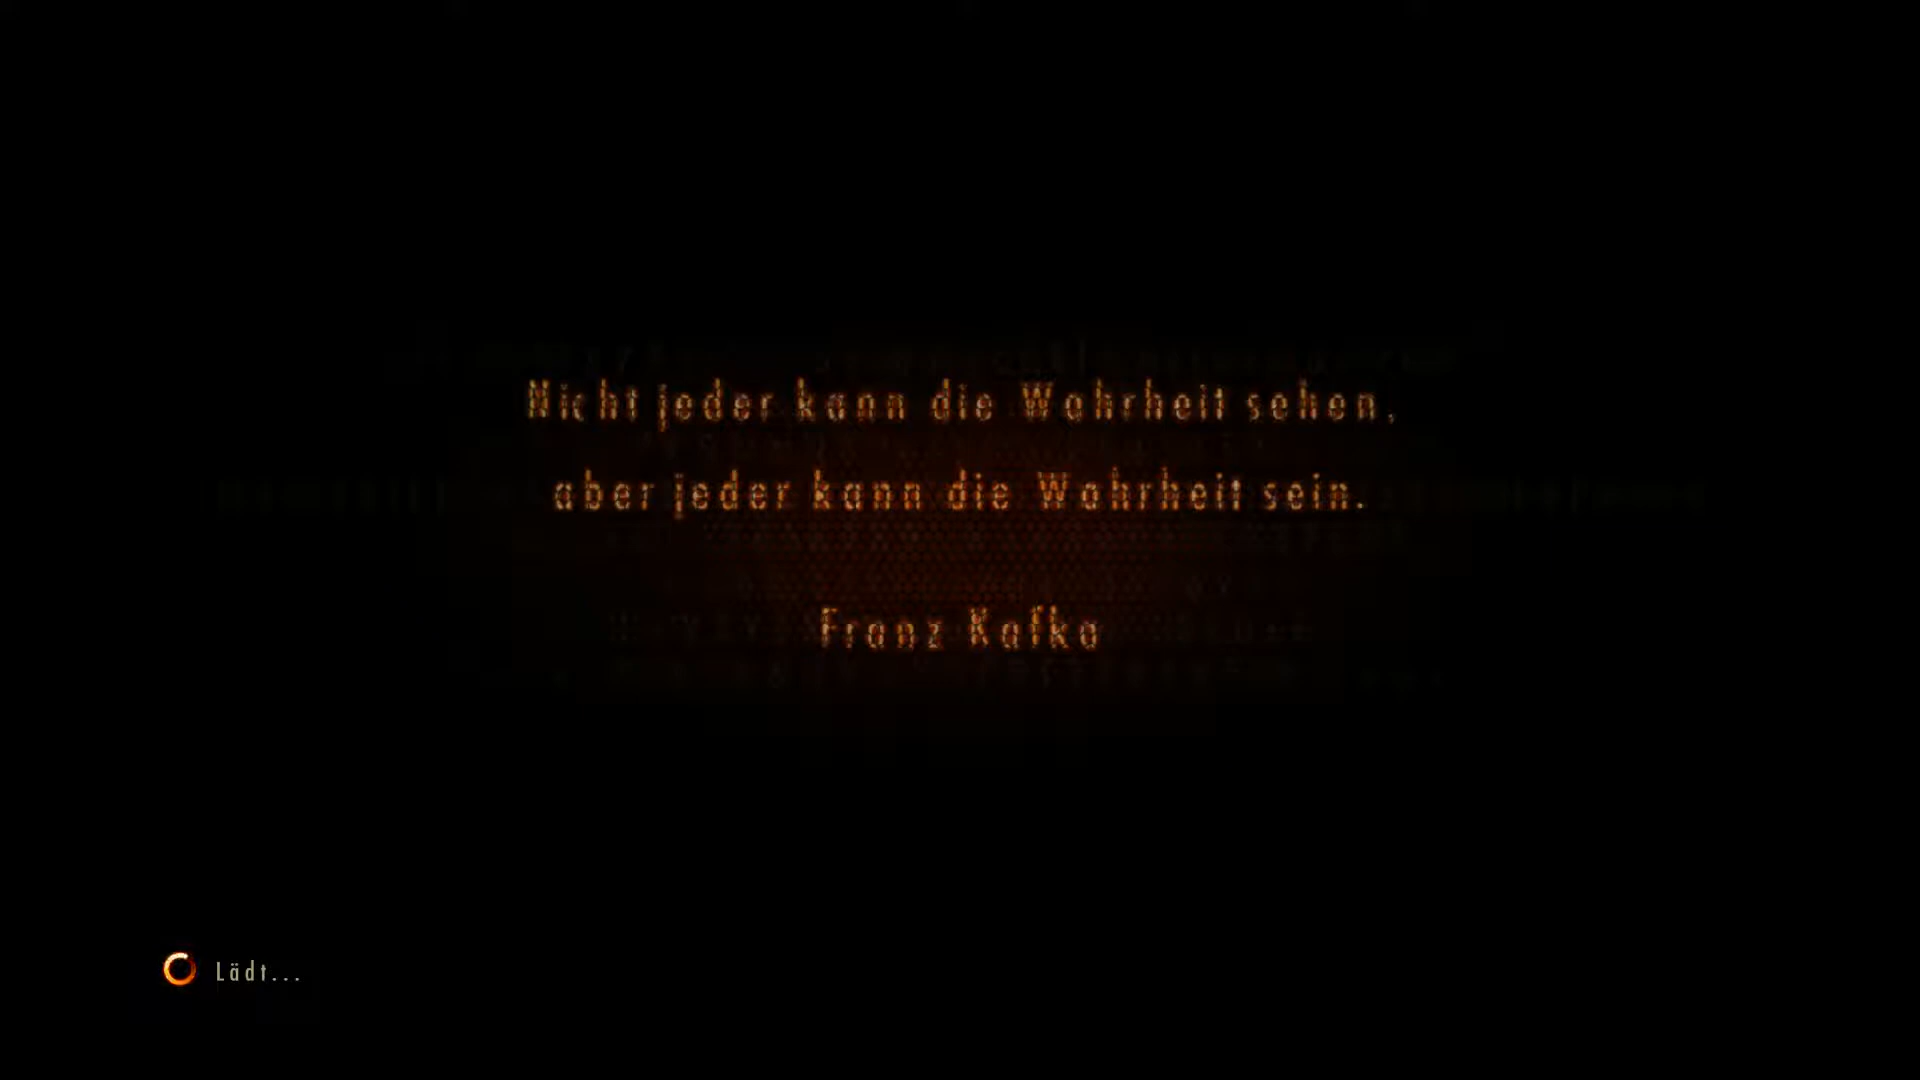 Nicht jeder kann die Wahrheit sehen,
aber jeder kann die Wahrheit sein.
Franz Kafka
Lädt...